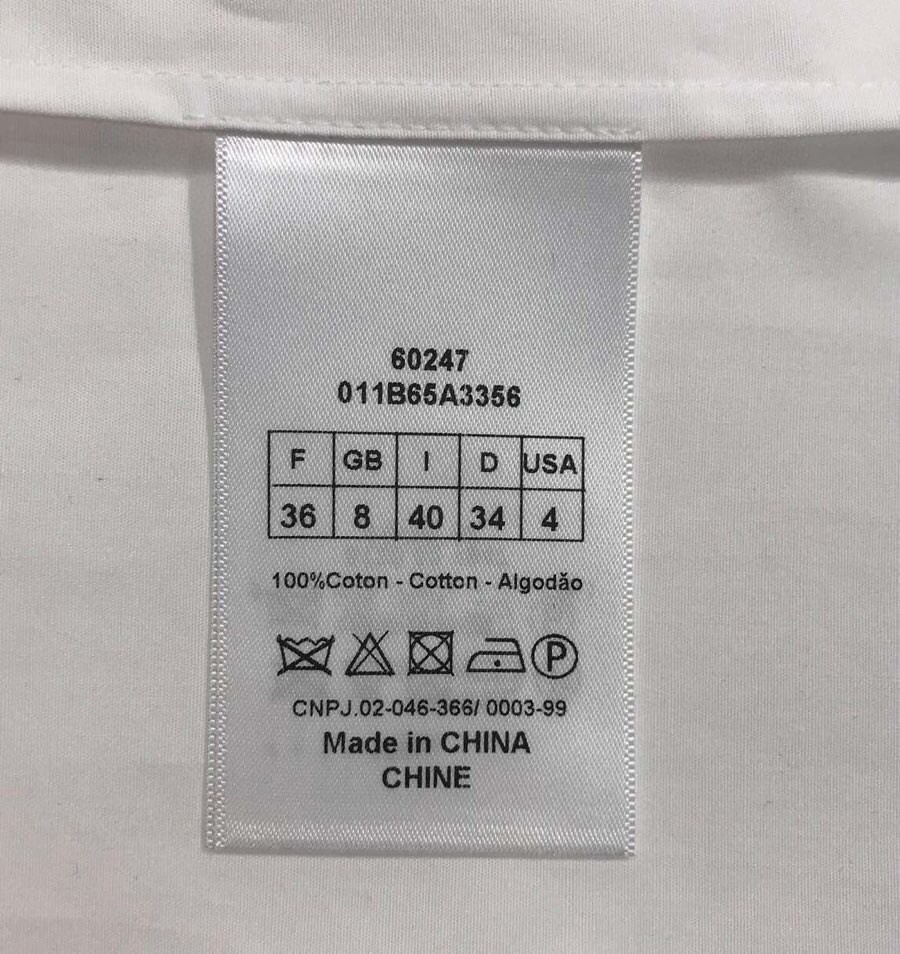 60247
011B65A3356
F GB I D USA
36 8 40 34 4
100%Coton - Cotton - Algodăo
P
CNPJ.02-046-366/ 0003-99
Made in CHINA
CHINE